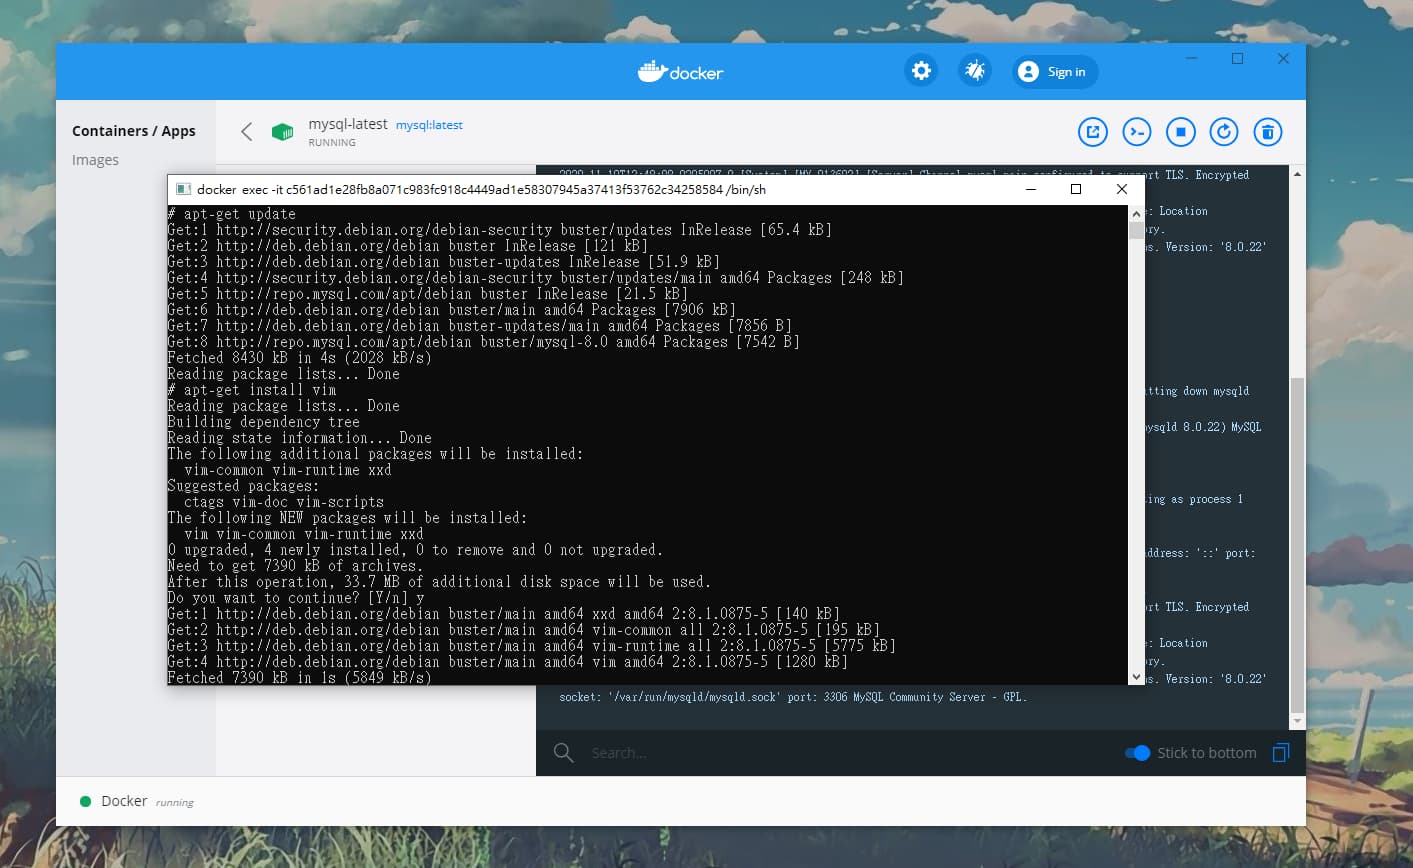 docker
Sign in
Containers / Apps
Images
mysql-latest mysql:latest
RUNNING
support TLS. Encrypted
: Location
ry.
s. Version: '8.0.22'
tting down mysqld
ysqld 8.0.22) MySQL
ing as process 1
address: '::' port:
ort TLS. Encrypted
: Location
ry.
s. Version: '8.0.22'
socket: '/var/run/mysqld/mysqld.sock' port: 3306 MySQL Community Server - GPL.
docker exec -it c561ad1e28fb8a071c983fc918c4449ad1e58307945a37413f53762c34258584 /bin/sh
# apt-get update
Get:1 http://security.debian.org/debian-security buster/updates InRelease [65.4 kB]
Get:2 http://deb.debian.org/debian buster InRelease [121 kB]
Get:3 http://deb.debian.org/debian buster-updates InRelease [51.9 kB]
Get:4 http://security.debian.org/debian-security buster/updates/main amd64 Packages [248 kB]
Get:5 http://repo.mysql.com/apt/debian buster InRelease [21.5 kB]
Get:6 http://deb.debian.org/debian buster/main amd64 Packages [7906 kB]
Get:7 http://deb.debian.org/debian buster-updates/main amd64 Packages [7856 B]
Get:8 http://repo.mysql.com/apt/debian buster/mysql-8.0 amd64 Packages [7542 B]
Fetched 8430 kB in 4s (2028 kB/s)
Reading package lists... Done
# apt-get install vim
Reading package lists... Done
Building dependency tree
Reading state information... Done
The following additional packages will be installed:
vim-common vim-runtime xxd
Suggested packages:
ctags vim-doc vim-scripts
The following NEW packages will be installed:
vim vim-common vim-runtime xxd
0 upgraded, 4 newly installed, 0 to remove and 0 not upgraded.
Need to get 7390 kB of archives.
After this operation, 33.7 MB of additional disk space will be used.
Do you want to continue? [Y/n] y
Get:1 http://deb.debian.org/debian buster/main amd64 xxd amd64 2:8.1.0875-5 [140 kB]
Get:2 http://deb.debian.org/debian buster/main amd64 vim-common all 2:8.1.0875-5 [195 kB]
Get:3 http://deb.debian.org/debian buster/main amd64 vim-runtime all 2:8.1.0875-5 [5775 kB]
Get:4 http://deb.debian.org/debian buster/main amd64 vim amd64 2:8.1.0875-5 [1280 kB]
Fetched 7390 kB in 1s (5849 kB/s)
Search...
Stick to bottom
Docker running